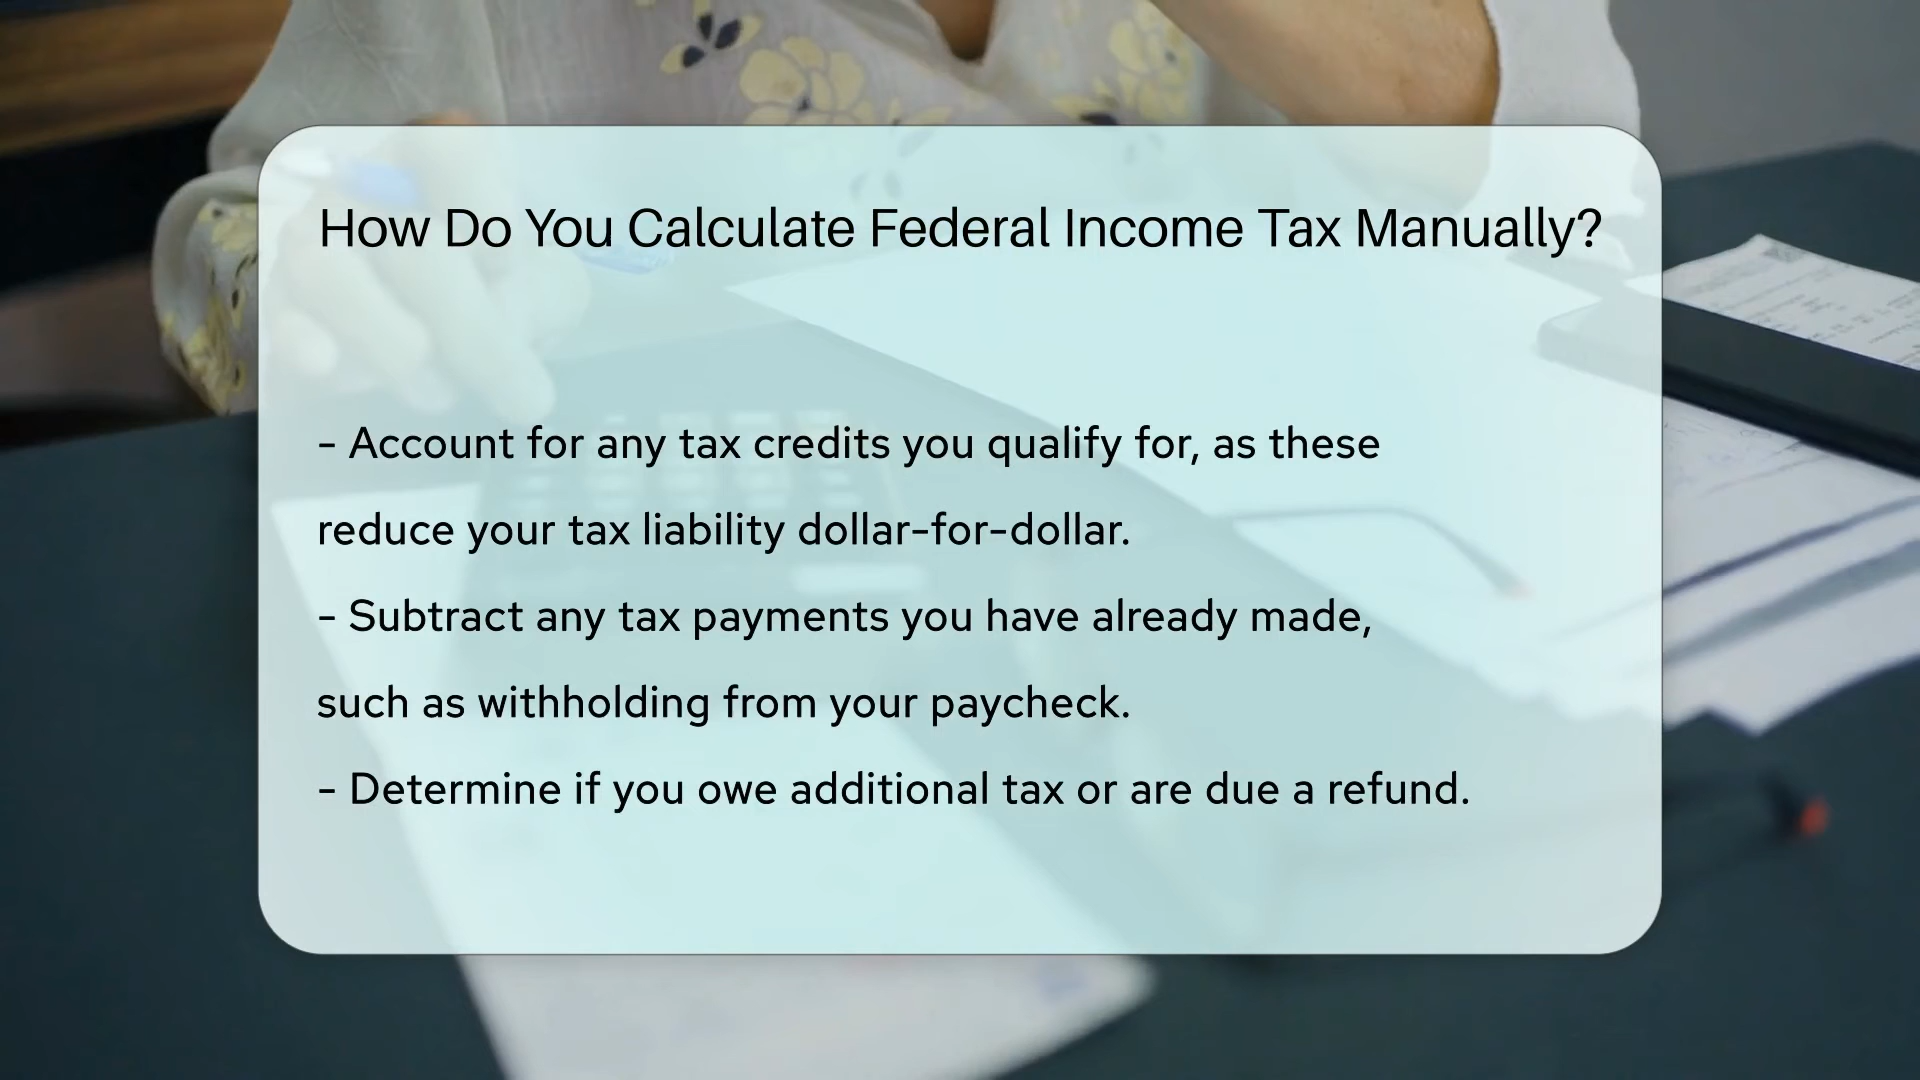 How Do You Calculate Federal Income Tax Manually?
- Account for any tax credits you qualify for, as these
reduce your tax liability dollar-for-dollar.
- Subtract any tax payments you have already made,
such as withholding from your paycheck.
- Determine if you owe additional tax or are due a refund.